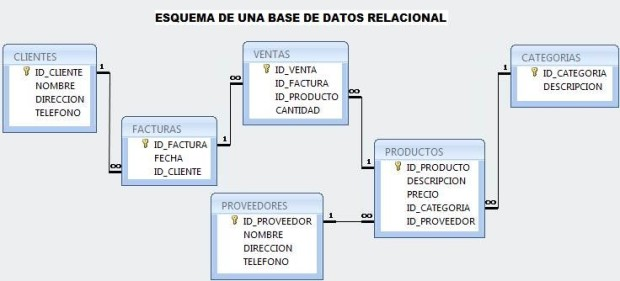 ESQUEMA DE UNA BASE DE DATOS RELACIONAL
CLIENTES
ID_CLIENTE
NOMBRE
DIRECCION
TELEFONO
1
∞
FACTURAS
ID_FACTURA
FECHA
ID_CLIENTE
1
∞
VENTAS
ID_VENTA
ID_FACTURA
ID_PRODUCTO
CANTIDAD
∞
1
PROVEEDORES
ID_PROVEEDOR
NOMBRE
DIRECCION
TELEFONO
1
∞
PRODUCTOS
ID_PRODUCTO
DESCRIPCION
PRECIO
ID_CATEGORIA
ID_PROVEEDOR
∞
1
CATEGORIAS
ID_CATEGORIA
DESCRIPCION